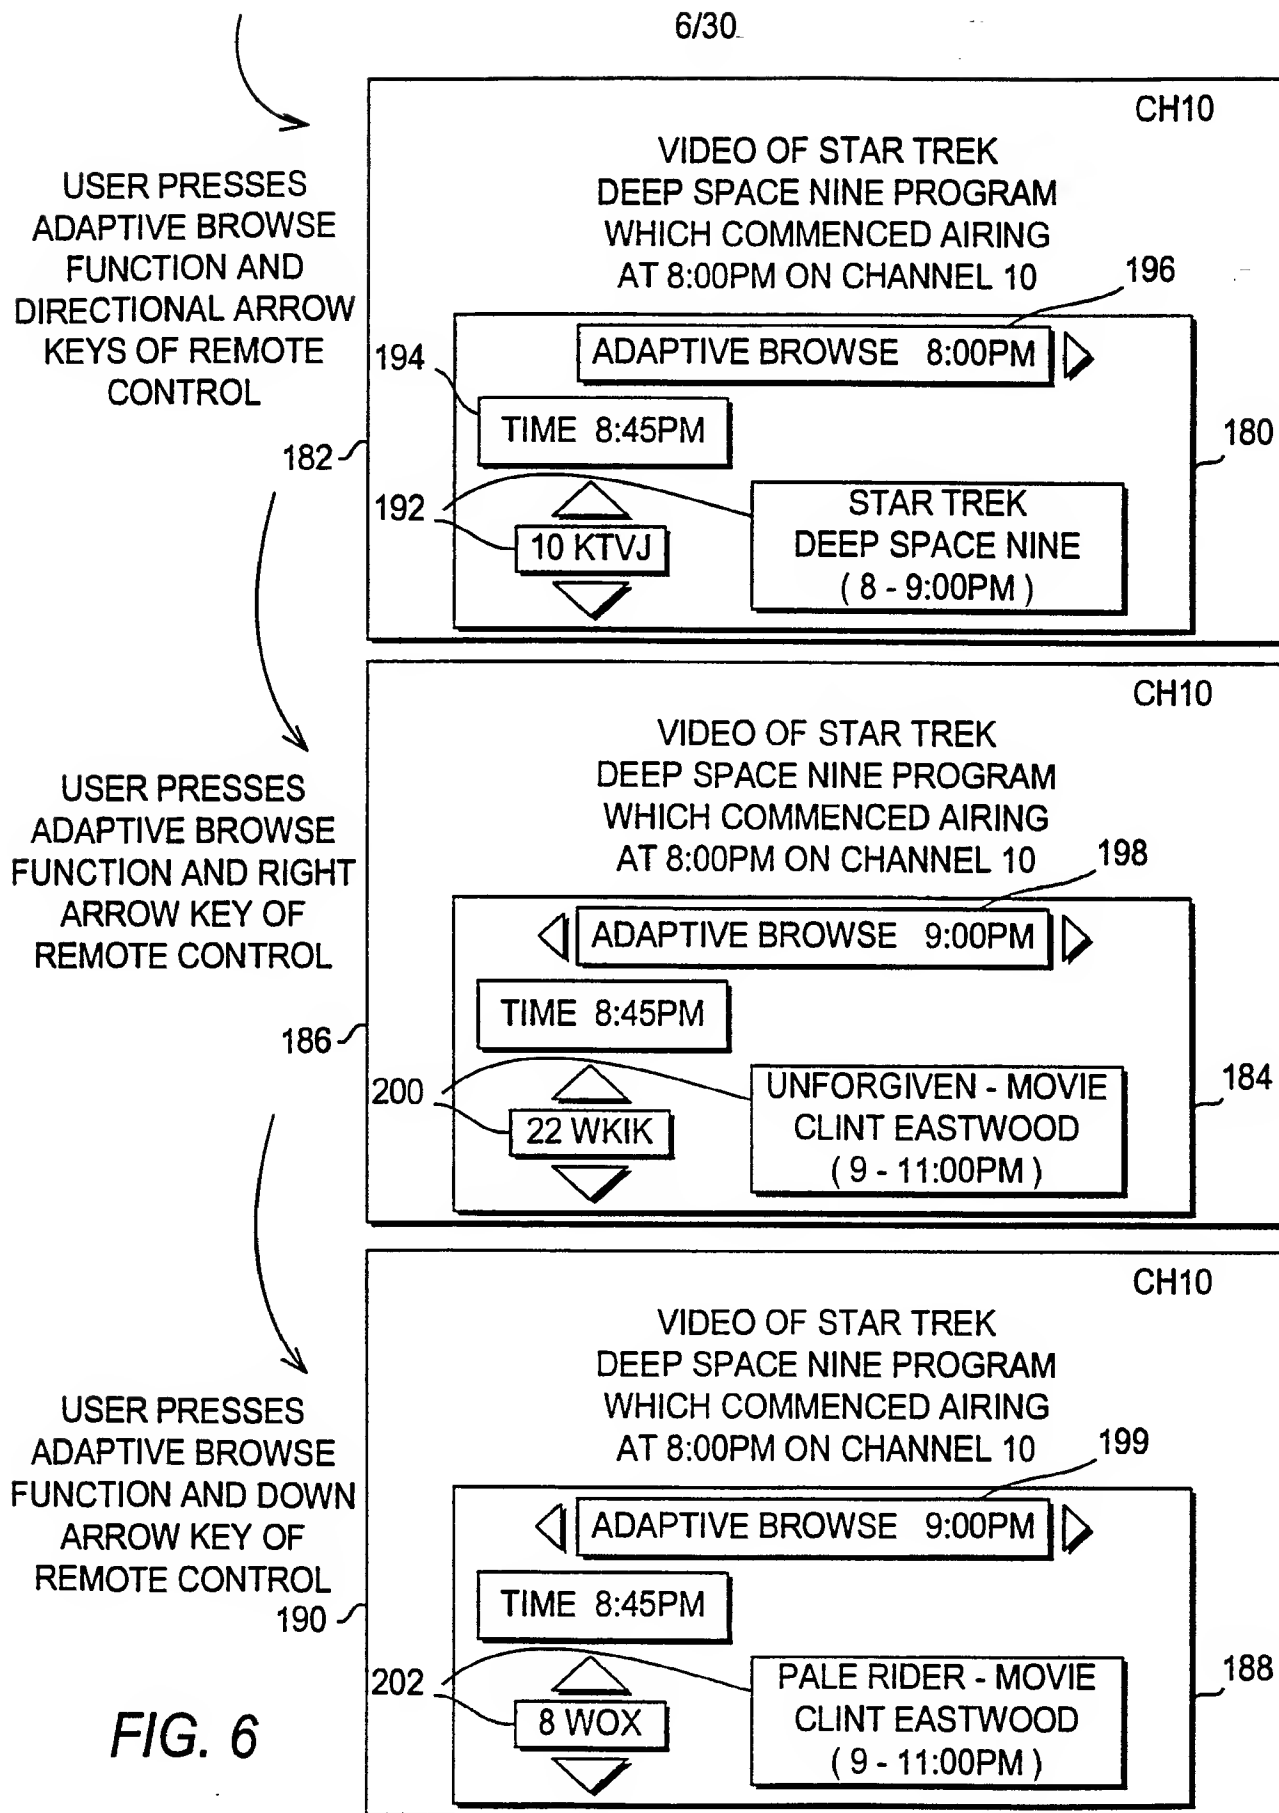 6/30
USER PRESSES
ADAPTIVE BROWSE
FUNCTION AND
DIRECTIONAL ARROW
KEYS OF REMOTE
CONTROL
182
CH10
VIDEO OF STAR TREK
DEEP SPACE NINE PROGRAM
WHICH COMMENCED AIRING
AT 8:00PM ON CHANNEL 10
196
ADAPTIVE BROWSE 8:00PM
194
TIME 8:45PM
180
192
10 KTVJ
STAR TREK
DEEP SPACE NINE
( 8 - 9:00PM )
USER PRESSES
ADAPTIVE BROWSE
FUNCTION AND RIGHT
ARROW KEY OF
REMOTE CONTROL
186
CH10
VIDEO OF STAR TREK
DEEP SPACE NINE PROGRAM
WHICH COMMENCED AIRING
AT 8:00PM ON CHANNEL 10
198
ADAPTIVE BROWSE 9:00PM
TIME 8:45PM
184
200
22 WKIK
UNFORGIVEN - MOVIE
CLINT EASTWOOD
( 9 - 11:00PM )
USER PRESSES
ADAPTIVE BROWSE
FUNCTION AND DOWN
ARROW KEY OF
REMOTE CONTROL
190
CH10
VIDEO OF STAR TREK
DEEP SPACE NINE PROGRAM
WHICH COMMENCED AIRING
AT 8:00PM ON CHANNEL 10
199
ADAPTIVE BROWSE 9:00PM
TIME 8:45PM
188
202
8 WOX
PALE RIDER - MOVIE
CLINT EASTWOOD
( 9 - 11:00PM )
FIG. 6